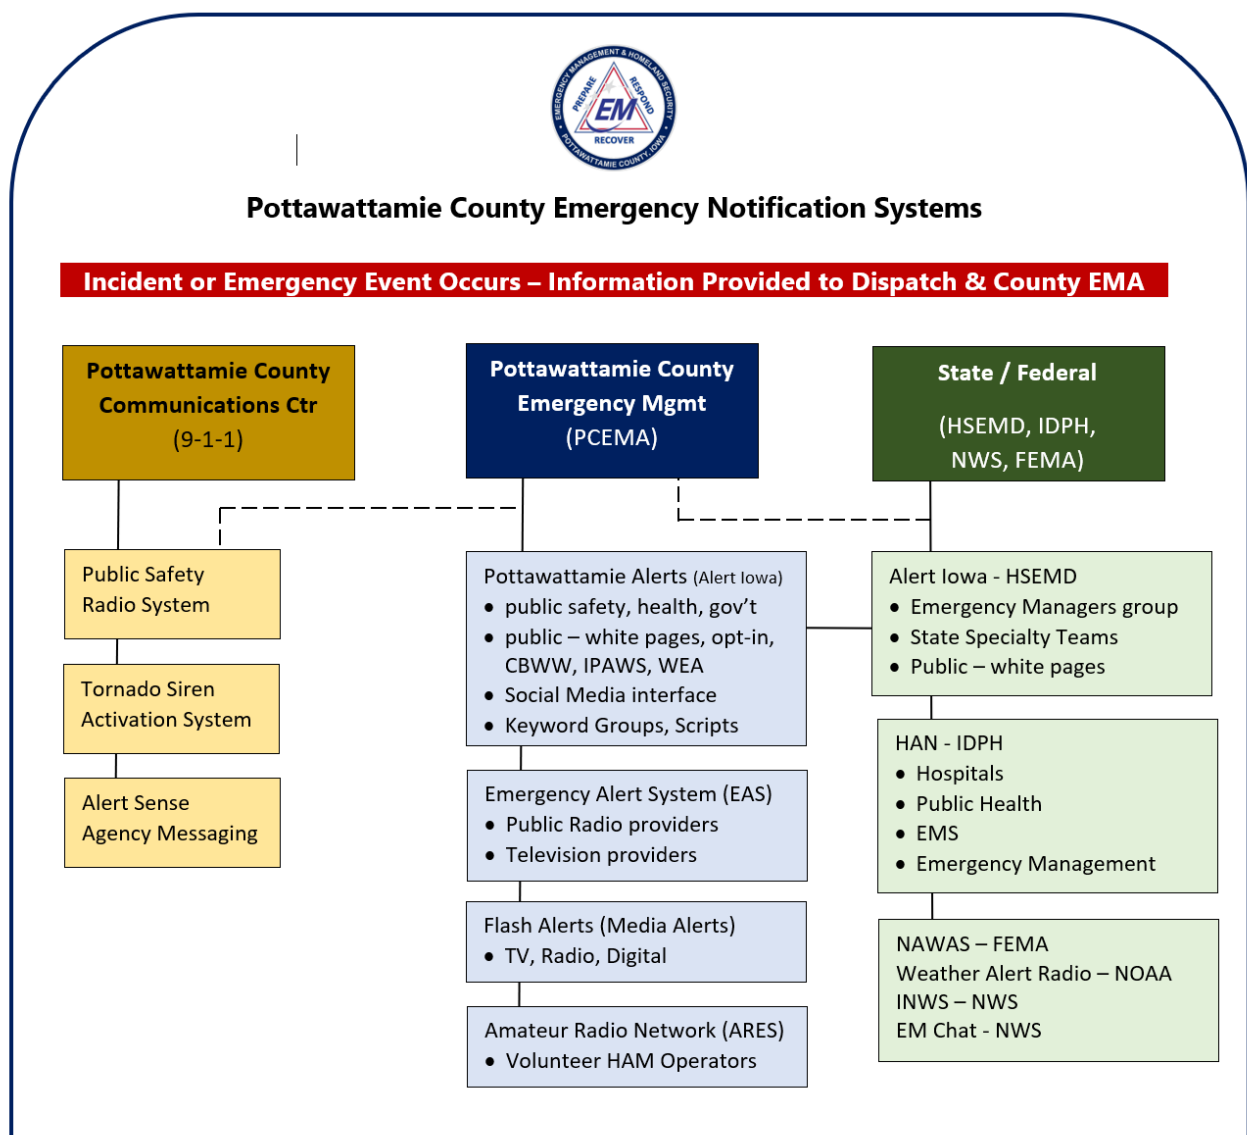 EMERGENCY MANAGEMENT & HOMELAND SECURITY
PREPARE
RESPOND
EM
RECOVER
POTTAWATTAMIE COUNTY, IOWA
Pottawattamie County Emergency Notification Systems
Incident or Emergency Event Occurs – Information Provided to Dispatch & County EMA
Pottawattamie County
Communications Ctr
(9-1-1)
Public Safety
Radio System
Tornado Siren
Activation System
Alert Sense
Agency Messaging
Pottawattamie County
Emergency Mgmt
(PCEMA)
Pottawattamie Alerts (Alert Iowa)
• public safety, health, gov’t
• public – white pages, opt-in,
CBWW, IPAWS, WEA
• Social Media interface
• Keyword Groups, Scripts
Emergency Alert System (EAS)
• Public Radio providers
• Television providers
Flash Alerts (Media Alerts)
• TV, Radio, Digital
Amateur Radio Network (ARES)
• Volunteer HAM Operators
State / Federal
(HSEMD, IDPH,
NWS, FEMA)
Alert Iowa - HSEMD
• Emergency Managers group
• State Specialty Teams
• Public – white pages
HAN - IDPH
• Hospitals
• Public Health
• EMS
• Emergency Management
NAWAS – FEMA
Weather Alert Radio – NOAA
INWS – NWS
EM Chat - NWS